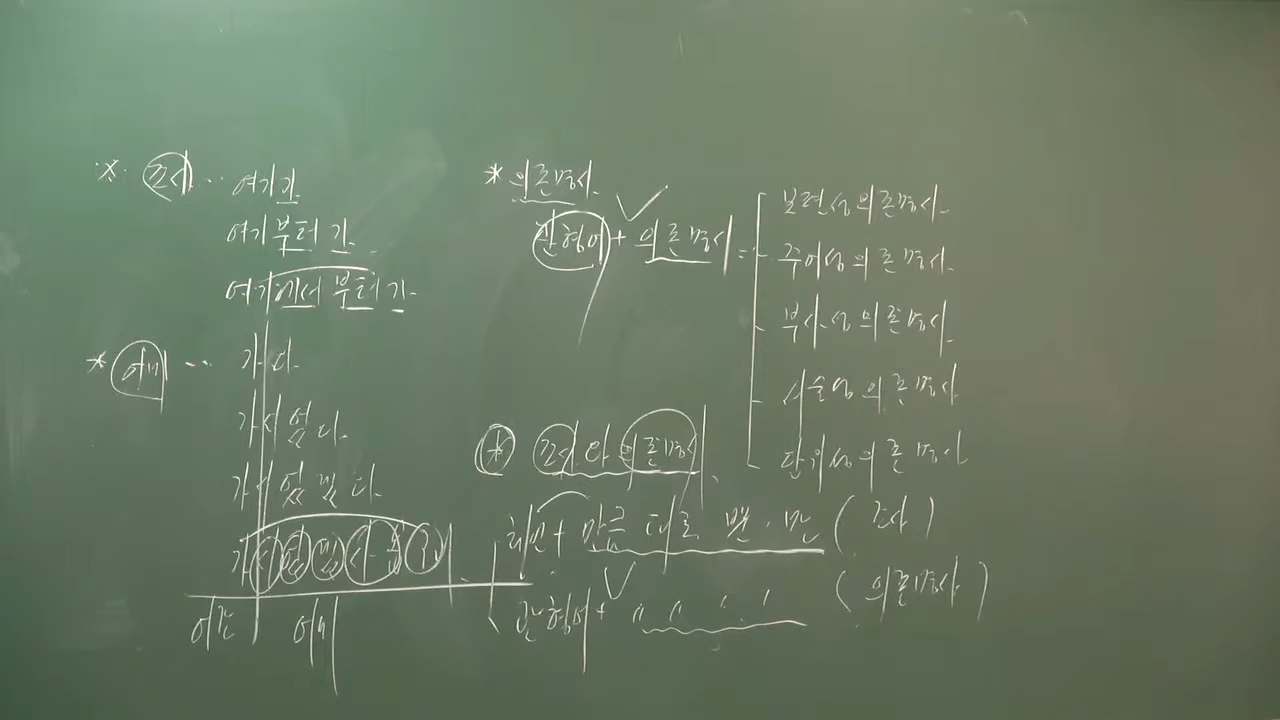 ※ 조사 ‥ 여기가
여기부터가
여기에서부터가
* 어미 ‥ 가다
가시었다
가시었겠다
어간 어미
* 의존명사
관형어 + 의존명사 =
보편성 의존명사
주어성 의존명사
부사성 의존명사
서술성 의존명사
단위성 의존명사
* 조사와 의존명사
체언 + 만큼 대로 뿐 · 만 ( 조사 )
관형어 + 〃 〃 〃 〃 ( 의존명사 )